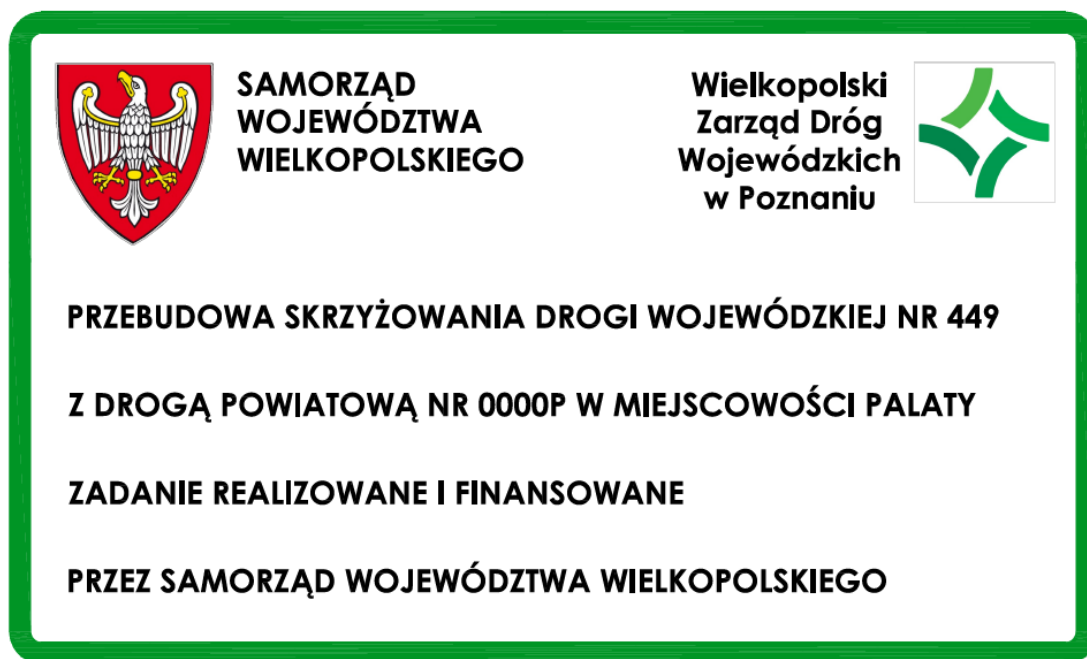 SAMORZĄD
WOJEWÓDZTWA
WIELKOPOLSKIEGO
Wielkopolski
Zarząd Dróg
Wojewódzkich
w Poznaniu
PRZEBUDOWA SKRZYŻOWANIA DROGI WOJEWÓDZKIEJ NR 449
Z DROGĄ POWIATOWĄ NR 0000P W MIEJSCOWOŚCI PALATY
ZADANIE REALIZOWANE I FINANSOWANE
PRZEZ SAMORZĄD WOJEWÓDZTWA WIELKOPOLSKIEGO